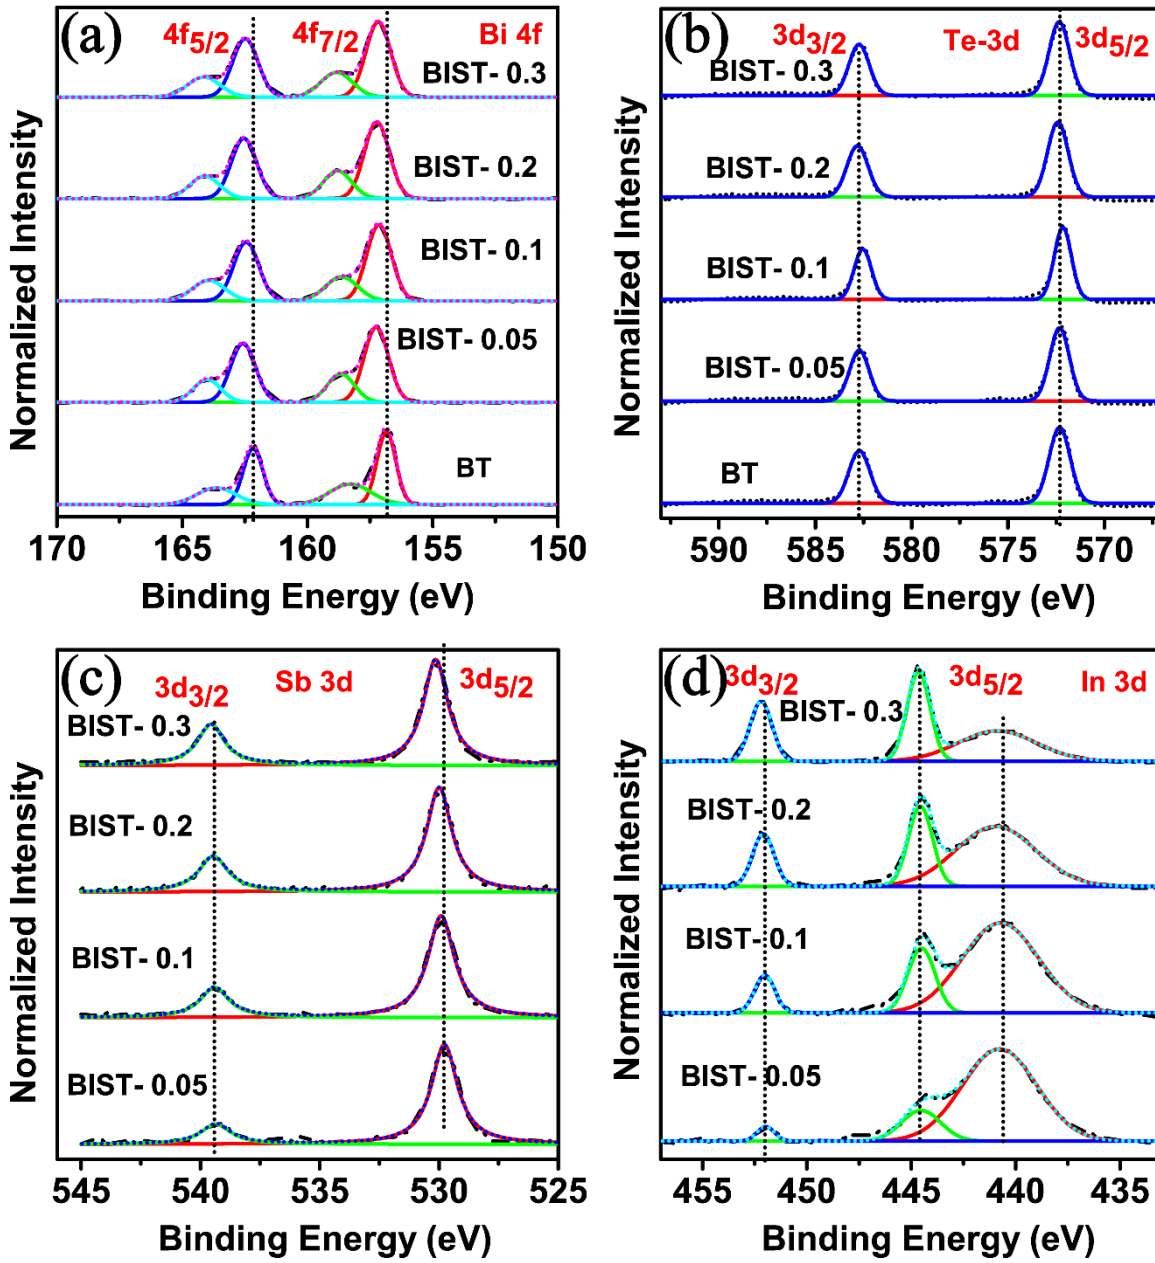 (a) 4f5/2 4f7/2 Bi 4f
BIST- 0.3
BIST- 0.2
BIST- 0.1
BIST- 0.05
BT
Normalized Intensity
170 165 160 155 150
Binding Energy (eV)
(b) 3d3/2 Te-3d 3d5/2
BIST- 0.3
BIST- 0.2
BIST- 0.1
BIST- 0.05
BT
Normalized Intensity
590 585 580 575 570
Binding Energy (eV)
(c) 3d3/2 Sb 3d 3d5/2
BIST- 0.3
BIST- 0.2
BIST- 0.1
BIST- 0.05
Normalized Intensity
545 540 535 530 525
Binding Energy (eV)
(d) 3d3/2 3d5/2 In 3d
BIST- 0.3
BIST- 0.2
BIST- 0.1
BIST- 0.05
Normalized Intensity
455 450 445 440 435
Binding Energy (eV)